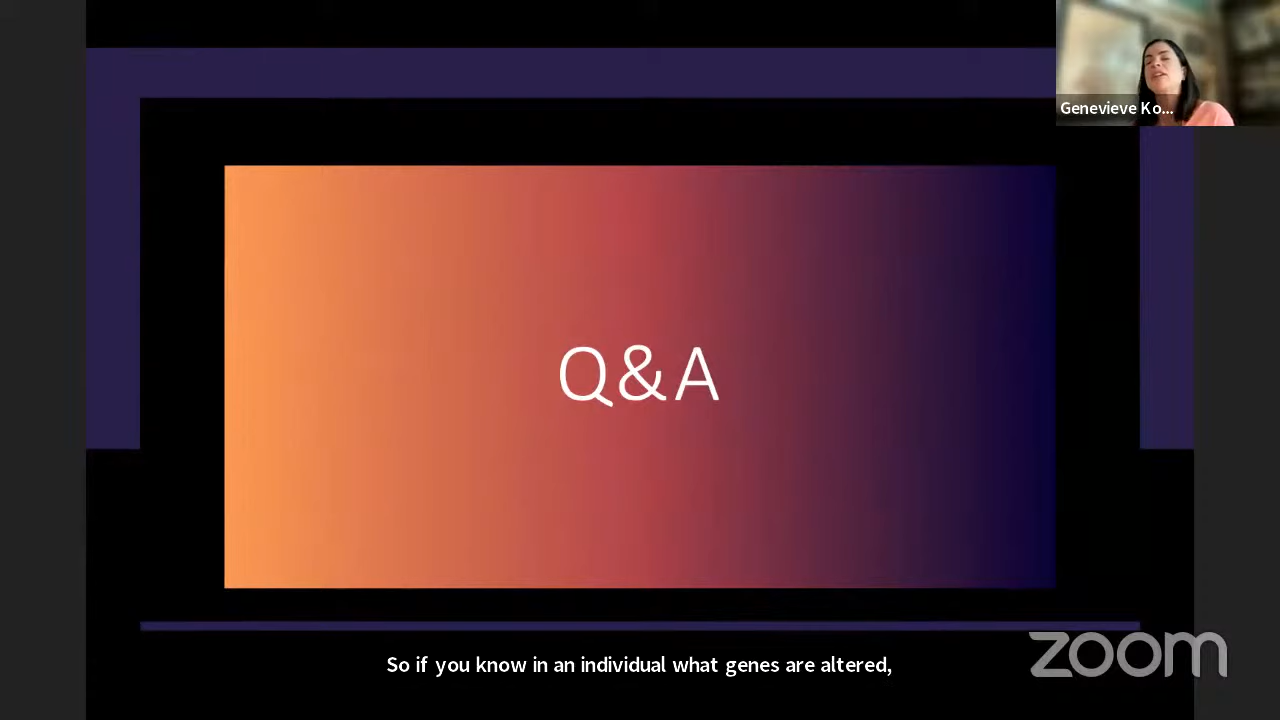 Genevieve Ko...
Q&A
zoom
So if you know in an individual what genes are altered,